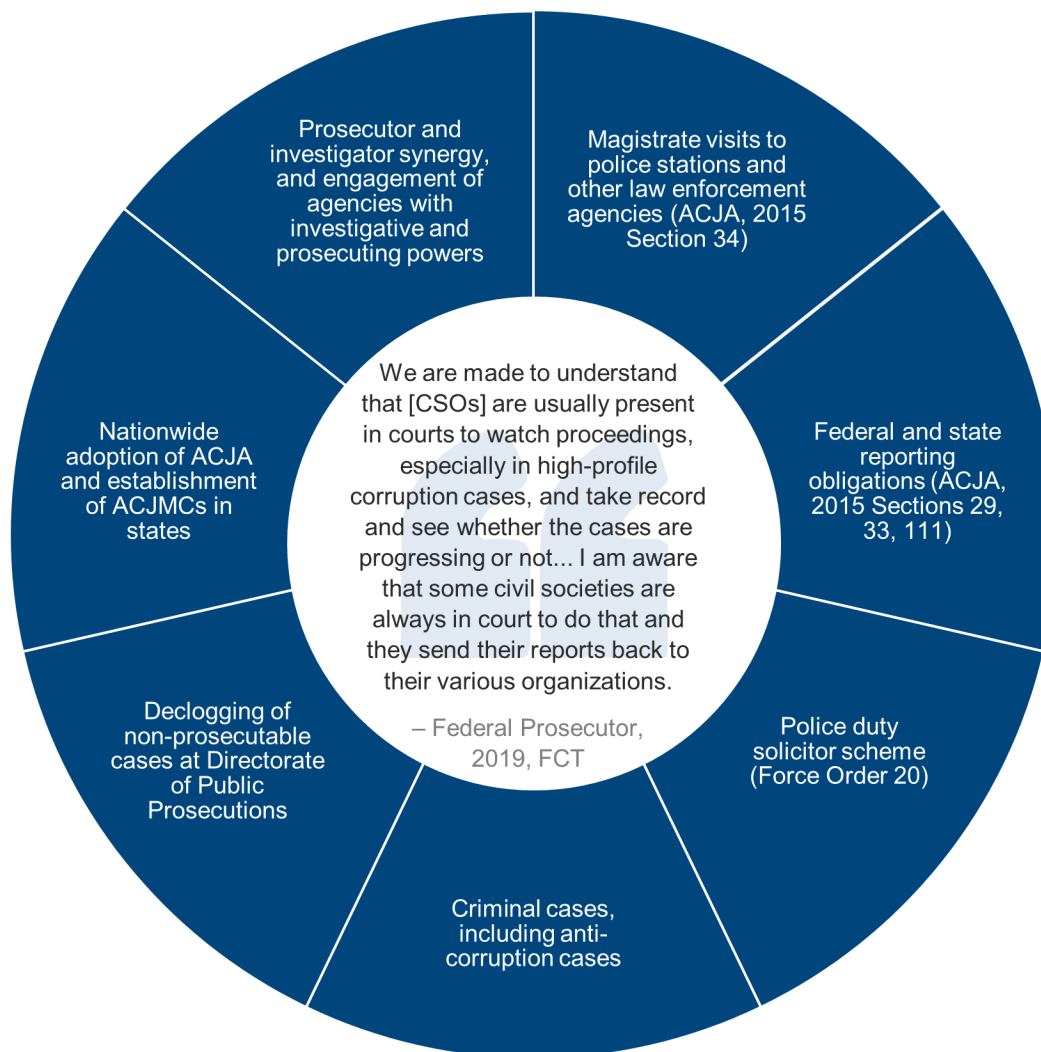 Prosecutor and
investigator synergy,
and engagement of
agencies with
investigative and
prosecuting powers
Magistrate visits to
police stations and
other law enforcement
agencies (ACJA, 2015
Section 34)
Federal and state
reporting
obligations (ACJA,
2015 Sections 29,
33, 111)
Police duty
solicitor scheme
(Force Order 20)
Criminal cases,
including anti-
corruption cases
Declogging of
non-prosecutable
cases at Directorate
of Public
Prosecutions
Nationwide
adoption of ACJA
and establishment
of ACJMCs in
states
We are made to understand
that [CSOs] are usually present
in courts to watch proceedings,
especially in high-profile
corruption cases, and take record
and see whether the cases are
progressing or not... I am aware
that some civil societies are
always in court to do that and
they send their reports back to
their various organizations.
– Federal Prosecutor,
2019, FCT